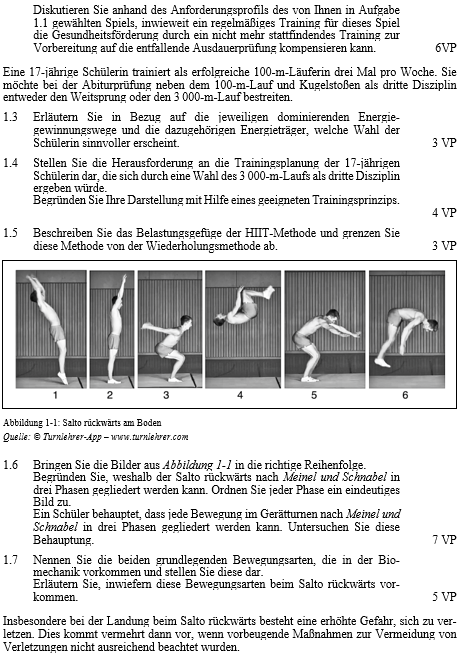 Diskutieren Sie anhand des Anforderungsprofils des von Ihnen in Aufgabe
1.1 gewählten Spiels, inwieweit ein regelmäßiges Training für dieses Spiel
die Gesundheitsförderung durch ein nicht mehr stattfindendes Training zur
Vorbereitung auf die entfallende Ausdauerprüfung kompensieren kann. 6VP
Eine 17-jährige Schülerin trainiert als erfolgreiche 100-m-Läuferin drei Mal pro Woche. Sie
möchte bei der Abiturprüfung neben dem 100-m-Lauf und Kugelstoßen als dritte Disziplin
entweder den Weitsprung oder den 3 000-m-Lauf bestreiten.
1.3 Erläutern Sie in Bezug auf die jeweiligen dominierenden Energie-
gewinnungswege und die dazugehörigen Energieträger, welche Wahl der
Schülerin sinnvoller erscheint. 3 VP
1.4 Stellen Sie die Herausforderung an die Trainingsplanung der 17-jährigen
Schülerin dar, die sich durch eine Wahl des 3 000-m-Laufs als dritte Disziplin
ergeben würde.
Begründen Sie Ihre Darstellung mit Hilfe eines geeigneten Trainingsprinzips.
4 VP
1.5 Beschreiben Sie das Belastungsgefüge der HIIT-Methode und grenzen Sie
diese Methode von der Wiederholungsmethode ab. 3 VP
1 2 3 4 5 6
Abbildung 1-1: Salto rückwärts am Boden
Quelle: © Turnlehrer-App – www.turnlehrer.com
1.6 Bringen Sie die Bilder aus Abbildung 1-1 in die richtige Reihenfolge.
Begründen Sie, weshalb der Salto rückwärts nach Meinel und Schnabel in
drei Phasen gegliedert werden kann. Ordnen Sie jeder Phase ein eindeutiges
Bild zu.
Ein Schüler behauptet, dass jede Bewegung im Gerätturnen nach Meinel und
Schnabel in drei Phasen gegliedert werden kann. Untersuchen Sie diese
Behauptung. 7 VP
1.7 Nennen Sie die beiden grundlegenden Bewegungsarten, die in der Bio-
mechanik vorkommen und stellen Sie diese dar.
Erläutern Sie, inwiefern diese Bewegungsarten beim Salto rückwärts vor-
kommen. 5 VP
Insbesondere bei der Landung beim Salto rückwärts besteht eine erhöhte Gefahr, sich zu ver-
letzen. Dies kommt vermehrt dann vor, wenn vorbeugende Maßnahmen zur Vermeidung von
Verletzungen nicht ausreichend beachtet wurden.